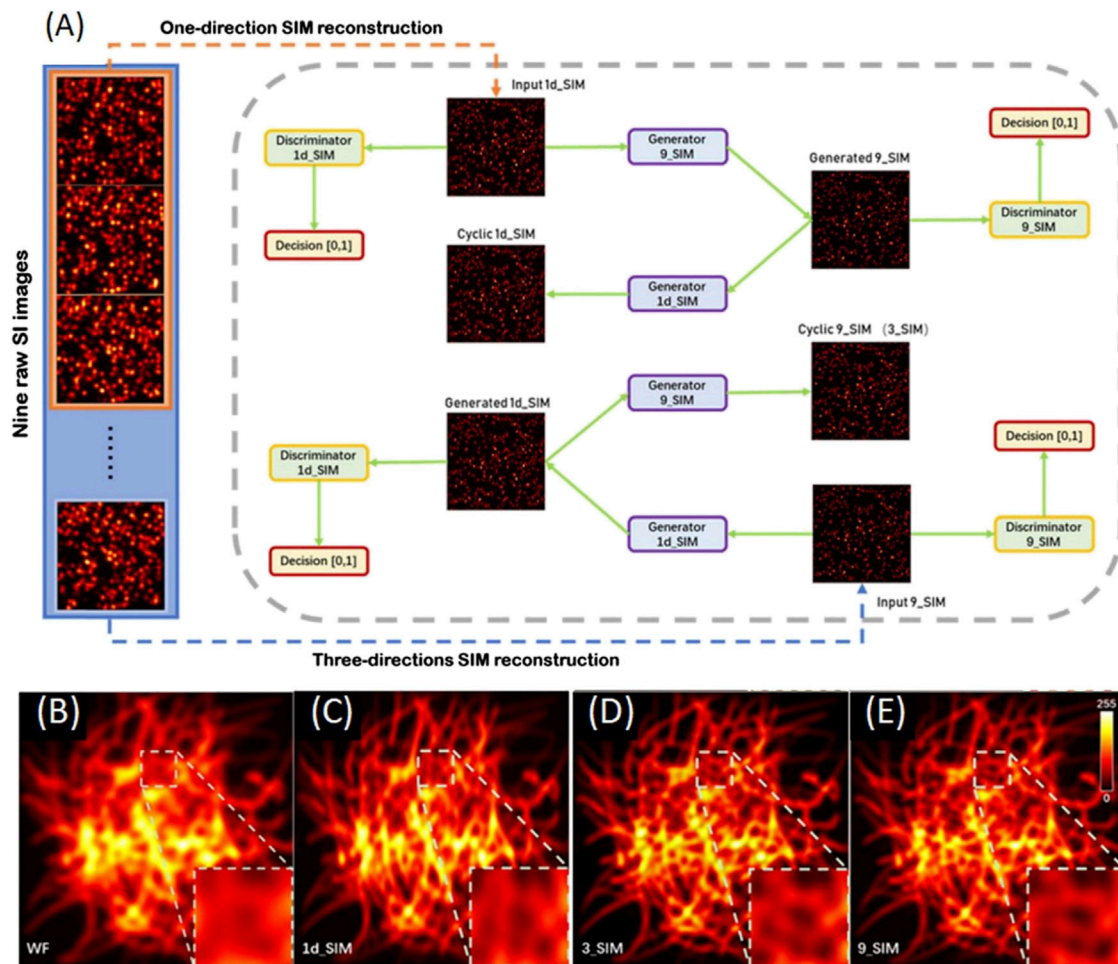 (A)
One-direction SIM reconstruction
Nine raw SI images
Input 1d_SIM
Discriminator
1d_SIM
Generator
9_SIM
Decision [0,1]
Generated 9_SIM
Discriminator
9_SIM
Decision [0,1]
Cyclic 1d_SIM
Generator
1d_SIM
Cyclic 9_SIM (3_SIM)
Generated 1d_SIM
Generator
9_SIM
Discriminator
1d_SIM
Decision [0,1]
Generator
1d_SIM
Discriminator
9_SIM
Decision [0,1]
Input 9_SIM
Three-directions SIM reconstruction
(B)
(C)
(D)
(E)
255
0
WF
1d_SIM
3_SIM
9_SIM